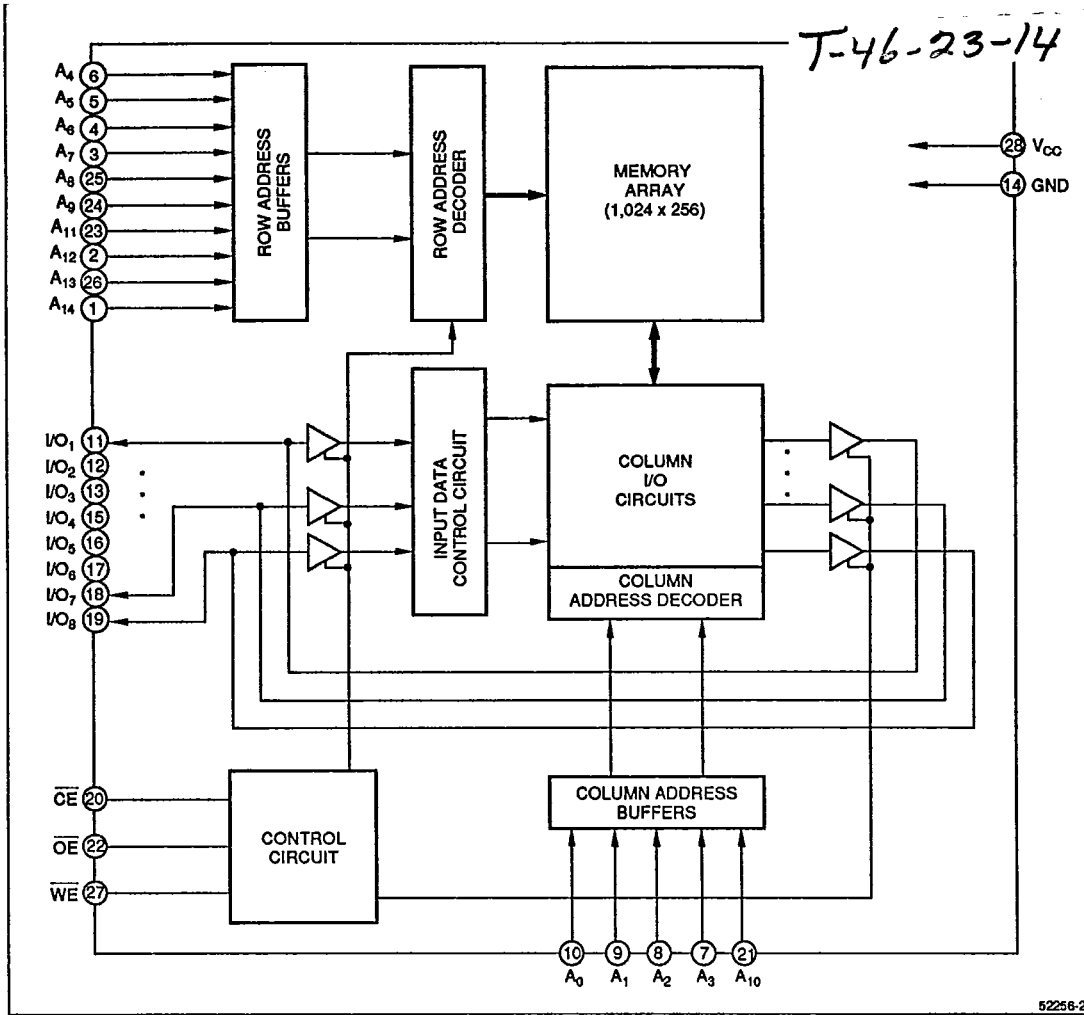 T-46-23-14
A4 6
A5 5
A6 4
A7 3
A8 25
A9 24
A11 23
A12 2
A13 26
A14 1
ROW ADDRESS
BUFFERS
ROW ADDRESS
DECODER
MEMORY
ARRAY
(1,024 x 256)
28 VCC
14 GND
I/O1 11
I/O2 12
I/O3 13
I/O4 15
I/O5 16
I/O6 17
I/O7 18
I/O8 19
INPUT DATA
CONTROL CIRCUIT
COLUMN
I/O
CIRCUITS
COLUMN
ADDRESS DECODER
CE 20
OE 22
WE 27
CONTROL
CIRCUIT
COLUMN ADDRESS
BUFFERS
10 9 8 7 21
A0 A1 A2 A3 A10
52256-2